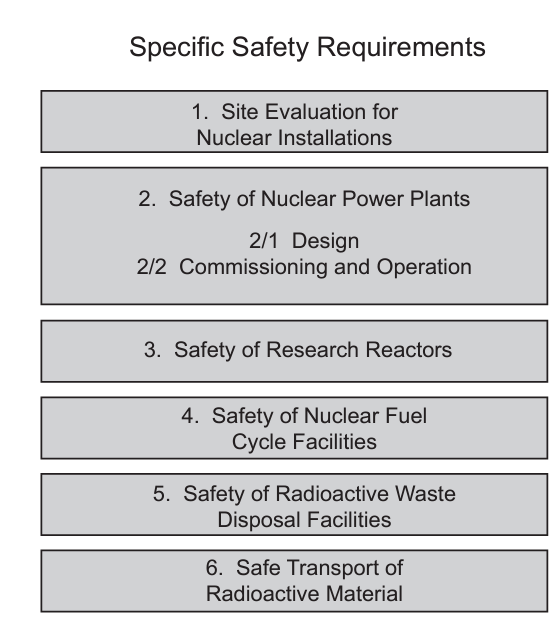 Specific Safety Requirements
1. Site Evaluation for
Nuclear Installations
2. Safety of Nuclear Power Plants
2/1 Design
2/2 Commissioning and Operation
3. Safety of Research Reactors
4. Safety of Nuclear Fuel
Cycle Facilities
5. Safety of Radioactive Waste
Disposal Facilities
6. Safe Transport of
Radioactive Material